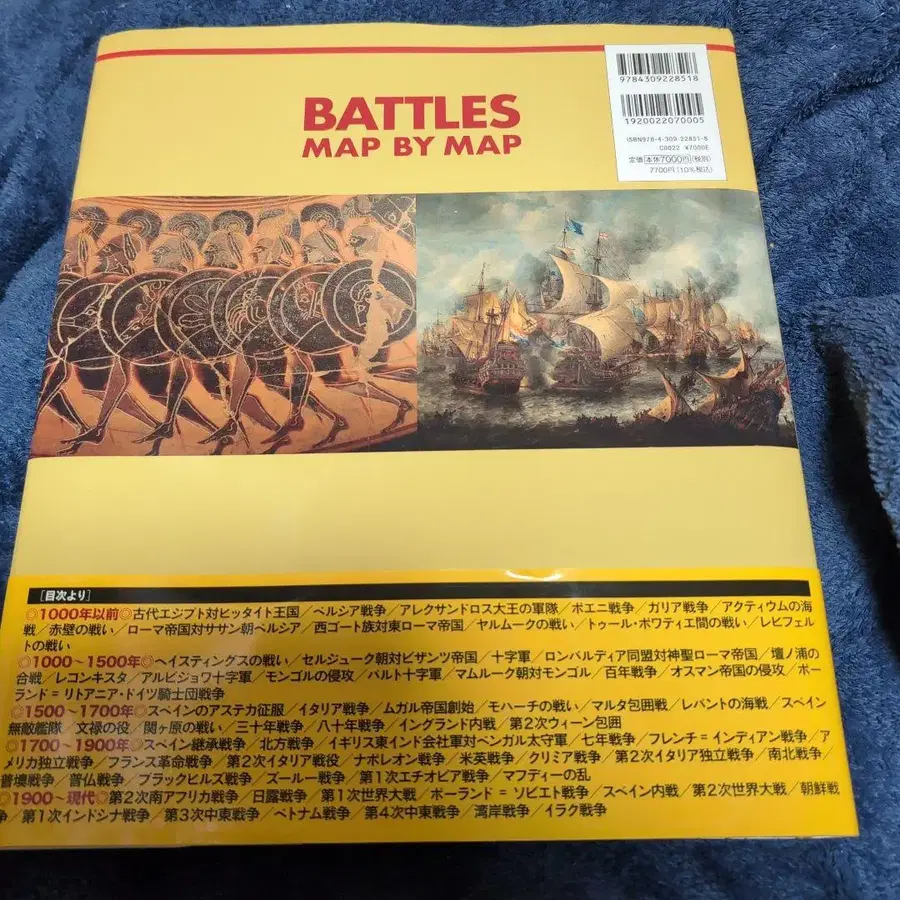 9784309228518
1920022070005
ISBN978-4-309-22851-8
C0022 ¥7000E
定価 本体7000円 (税別)
7700円(10%税込)
BATTLES
MAP BY MAP
[目次より]
◎1000年以前◎古代エジプト対ヒッタイト王国／ペルシア戦争／アレクサンドロス大王の軍隊／ポエニ戦争／ガリア戦争／アクティウムの海
戦／赤壁の戦い／ローマ帝国対ササン朝ペルシア／西ゴート族対東ローマ帝国／ヤルムークの戦い／トゥール・ポワティエ間の戦い／レヒフェル
トの戦い
◎1000～1500年◎ヘイスティングスの戦い／セルジューク朝対ビザンツ帝国／十字軍／ロンバルディア同盟対神聖ローマ帝国／壇ノ浦の
合戦／レコンキスタ／アルビジョワ十字軍／モンゴルの侵攻／バルト十字軍／マムルーク朝対モンゴル／百年戦争／オスマン帝国の侵攻／ポー
ランド＝リトアニア・ドイツ騎士団戦争
◎1500～1700年◎スペインのアステカ征服／イタリア戦争／ムガル帝国創始／モハーチの戦い／マルタ包囲戦／レパントの海戦／スペイン
無敵艦隊／文禄の役／関ヶ原の戦い／三十年戦争／八十年戦争／イングランド内戦／第2次ウィーン包囲
◎1700～1900年◎スペイン継承戦争／北方戦争／イギリス東インド会社軍対ベンガル太守軍／七年戦争／フレンチ＝インディアン戦争／ア
メリカ独立戦争／フランス革命戦争／第2次イタリア戦役／ナポレオン戦争／米英戦争／クリミア戦争／第2次イタリア独立戦争／南北戦争／
普墺戦争／普仏戦争／ブラックヒルズ戦争／ズールー戦争／第1次エチオピア戦争／マフディーの乱
◎1900～現代◎第2次南アフリカ戦争／日露戦争／第1次世界大戦／ポーランド＝ソビエト戦争／スペイン内戦／第2次世界大戦／朝鮮戦
争／第1次インドシナ戦争／第3次中東戦争／ベトナム戦争／第4次中東戦争／湾岸戦争／イラク戦争